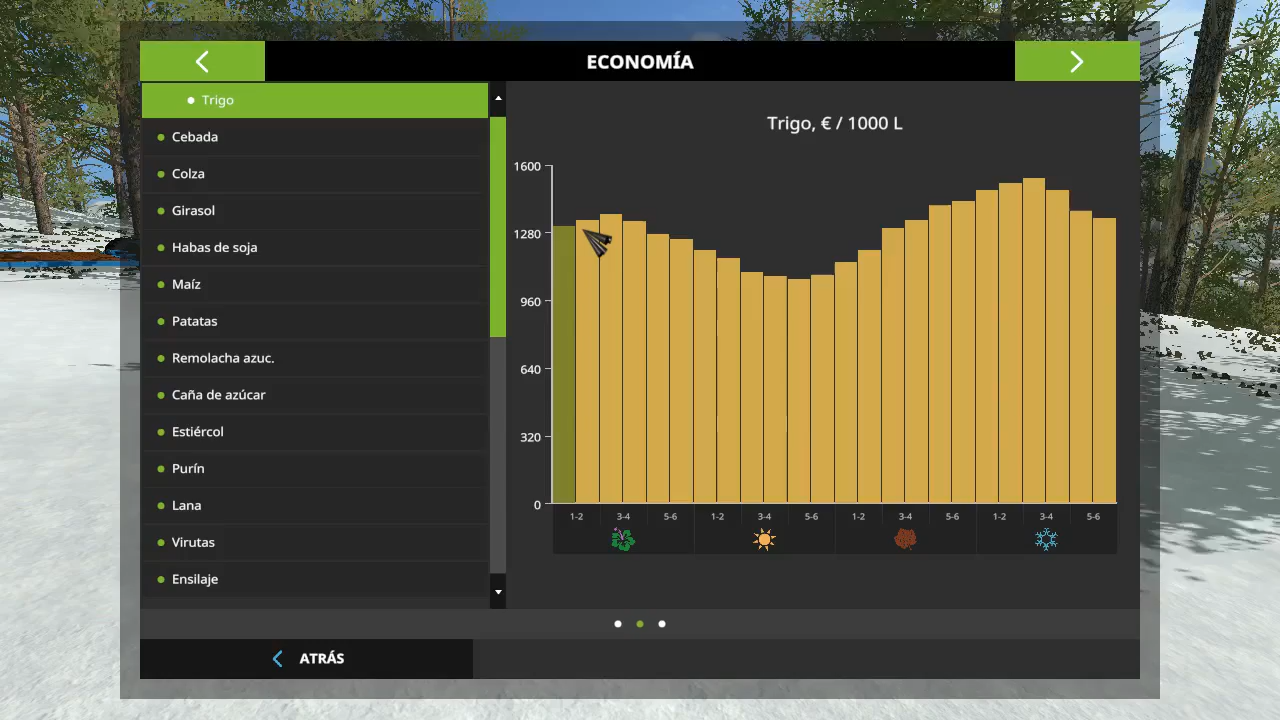 ECONOMÍA
Trigo
Cebada
Colza
Girasol
Habas de soja
Maíz
Patatas
Remolacha azuc.
Caña de azúcar
Estiércol
Purín
Lana
Virutas
Ensilaje
Trigo, € / 1000 L
1600
1280
960
640
320
0
1-2 3-4 5-6 1-2 3-4 5-6 1-2 3-4 5-6 1-2 3-4 5-6
ATRÁS